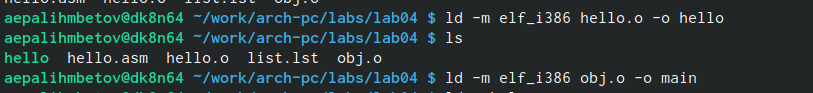 aepalihmbetov@dk8n64 ~/work/arch-pc/labs/lab04 $ ld -m elf_i386 hello.o -o hello
aepalihmbetov@dk8n64 ~/work/arch-pc/labs/lab04 $ ls
hello  hello.asm  hello.o  list.lst  obj.o
aepalihmbetov@dk8n64 ~/work/arch-pc/labs/lab04 $ ld -m elf_i386 obj.o -o main